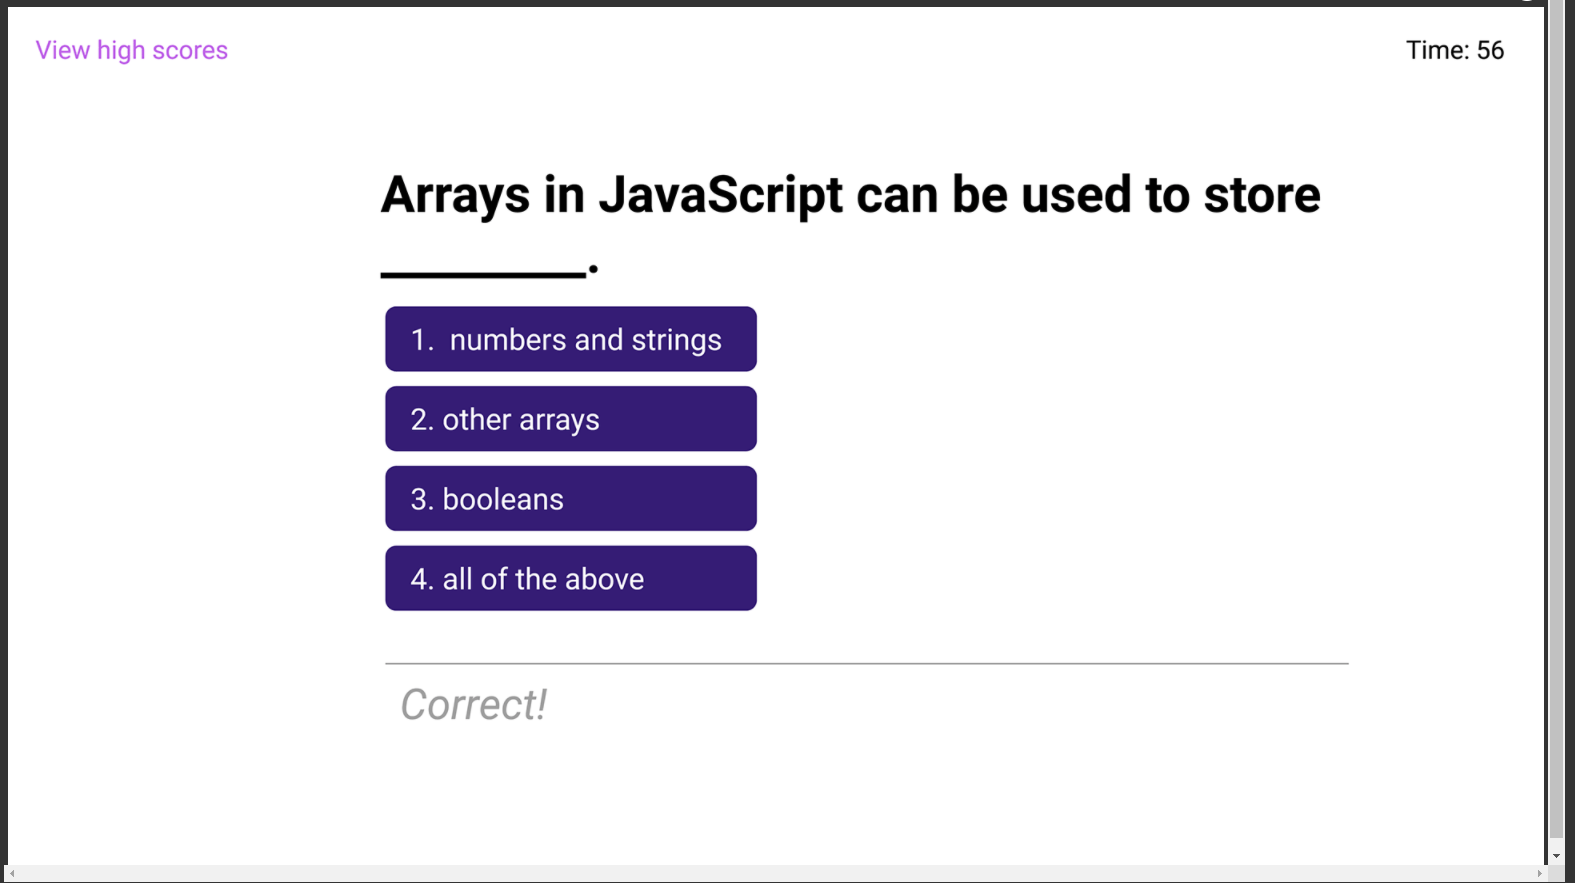 View high scores
Time: 56
Arrays in JavaScript can be used to store
________.
1. numbers and strings
2. other arrays
3. booleans
4. all of the above
Correct!